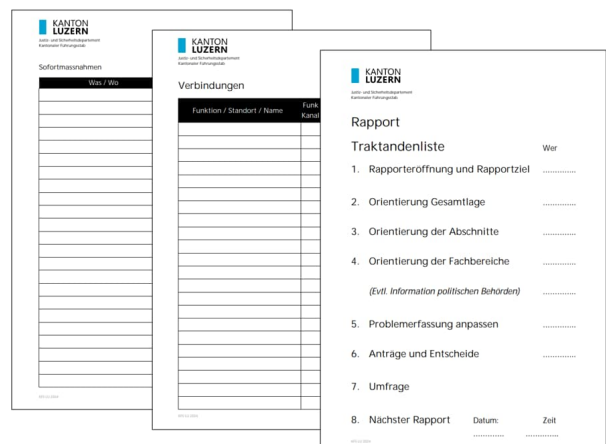 KANTON
LUZERN
Justiz- und Sicherheitsdepartement
Kantonaler Führungsstab
Sofortmassnahmen
Was / Wo
KANTON
LUZERN
Justiz- und Sicherheitsdepartement
Kantonaler Führungsstab
Verbindungen
Funktion / Standort / Name
Funk
Kanal
KANTON
LUZERN
Justiz- und Sicherheitsdepartement
Kantonaler Führungsstab
Rapport
Traktandenliste Wer
1. Rapporteröffnung und Rapportziel ..............
2. Orientierung Gesamtlage ..............
3. Orientierung der Abschnitte ..............
4. Orientierung der Fachbereiche ..............
(Evtl. Information politischen Behörden) ..............
5. Problemerfassung anpassen ..............
6. Anträge und Entscheide ..............
7. Umfrage
8. Nächster Rapport Datum: Zeit
............. ..............